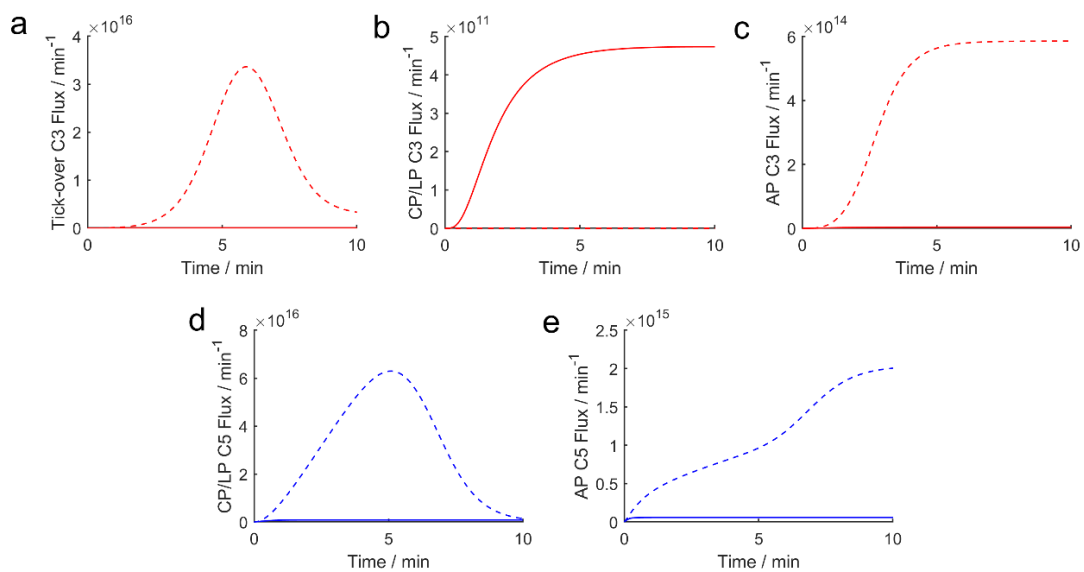 a
×10^16
Tick-over C3 Flux / min^-1
4
3
2
1
0
0 5 10
Time / min
b
×10^11
CP/LP C3 Flux / min^-1
5
4
3
2
1
0
0 5 10
Time / min
c
×10^14
AP C3 Flux / min^-1
6
4
2
0
0 5 10
Time / min
d
×10^16
CP/LP C5 Flux / min^-1
8
6
4
2
0
0 5 10
Time / min
e
×10^15
AP C5 Flux / min^-1
2.5
2
1.5
1
0.5
0
0 5 10
Time / min